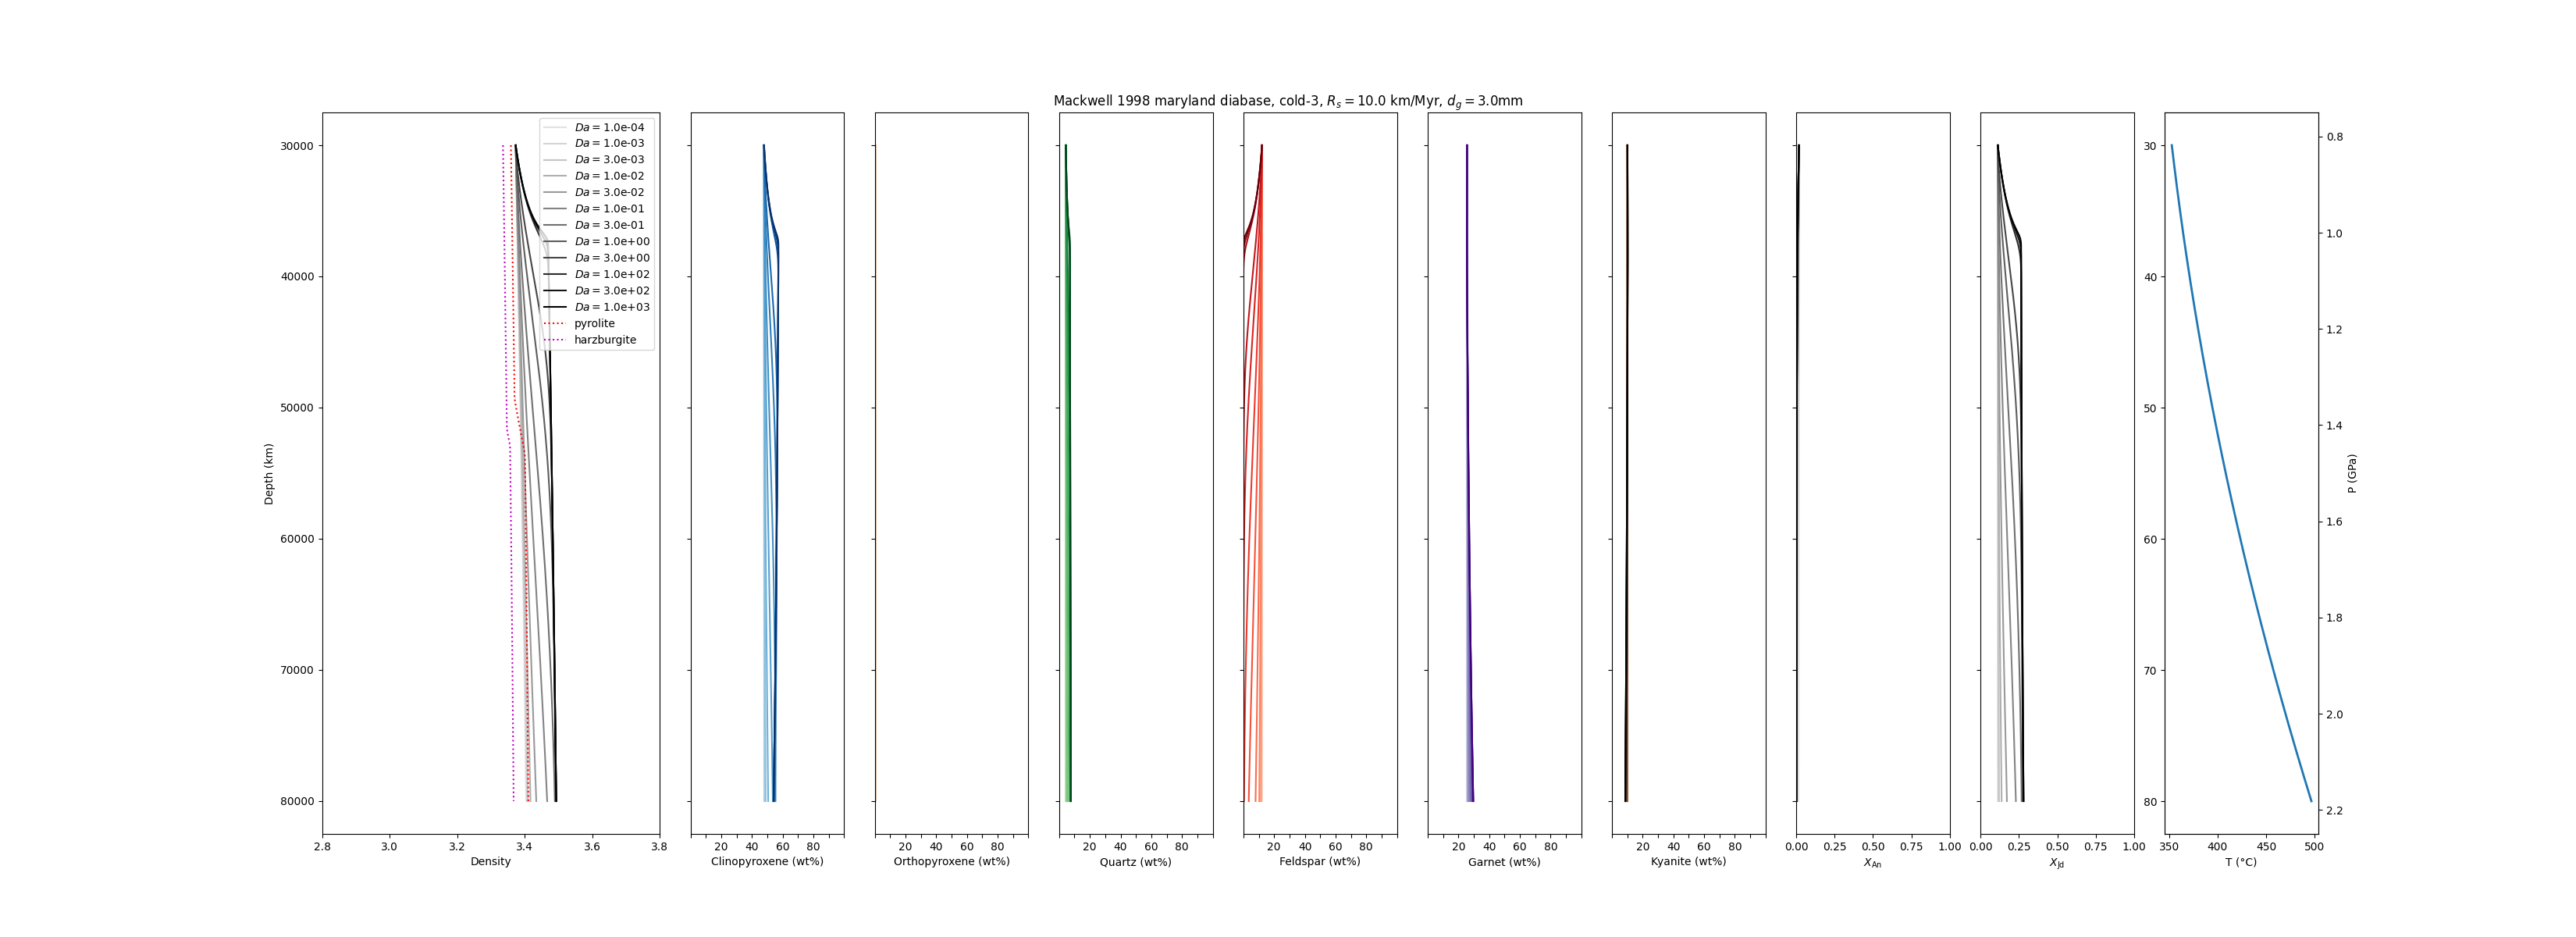 Mackwell 1998 maryland diabase, cold-3, Rs = 10.0 km/Myr, dg = 3.0mm
Da = 1.0e-04
Da = 1.0e-03
Da = 3.0e-03
Da = 1.0e-02
Da = 3.0e-02
Da = 1.0e-01
Da = 3.0e-01
Da = 1.0e+00
Da = 3.0e+00
Da = 1.0e+02
Da = 3.0e+02
Da = 1.0e+03
pyrolite
harzburgite
Depth (km)
30000
40000
50000
60000
70000
80000
2.8 3.0 3.2 3.4 3.6 3.8
Density
20 40 60 80
Clinopyroxene (wt%)
20 40 60 80
Orthopyroxene (wt%)
20 40 60 80
Quartz (wt%)
20 40 60 80
Feldspar (wt%)
20 40 60 80
Garnet (wt%)
20 40 60 80
Kyanite (wt%)
0.00 0.25 0.50 0.75 1.00
XAn
0.00 0.25 0.50 0.75 1.00
XJd
30
40
50
60
70
80
350 400 450 500
T (°C)
0.8
1.0
1.2
1.4
1.6
1.8
2.0
2.2
P (GPa)